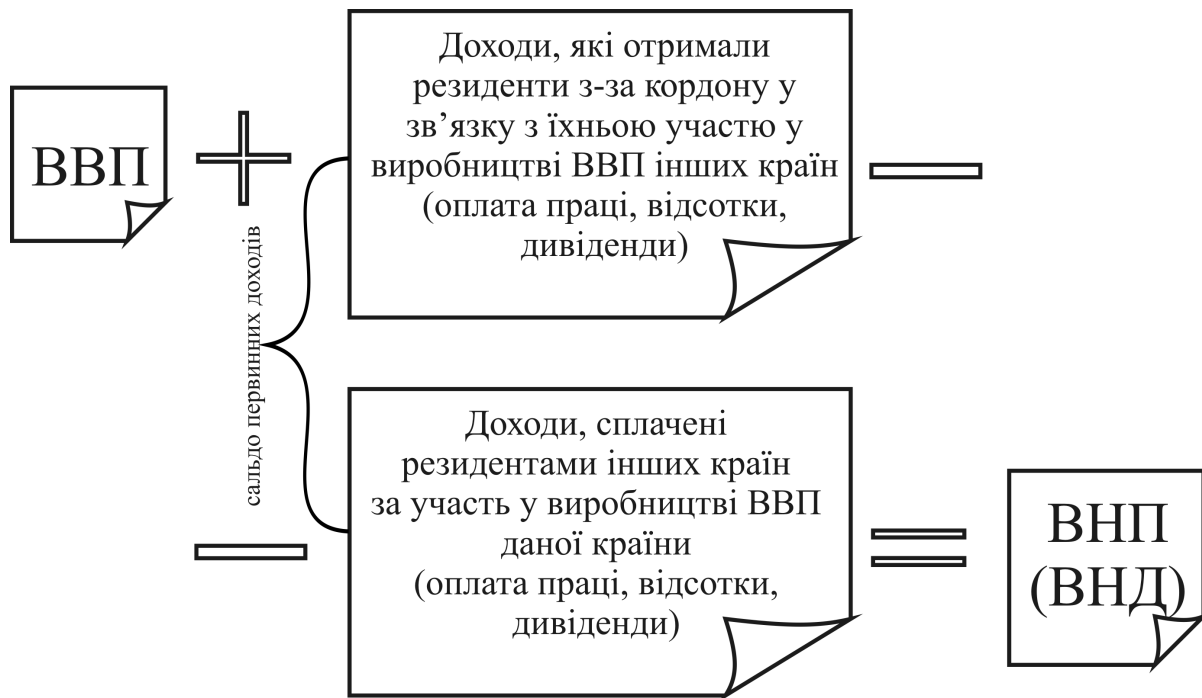 ВВП
Доходи, які отримали
резиденти з-за кордону у
зв’язку з їхньою участю у
виробництві ВВП інших країн
(оплата праці, відсотки,
дивіденди)
сальдо первинних доходів
Доходи, сплачені
резидентами інших країн
за участь у виробництві ВВП
даної країни
(оплата праці, відсотки,
дивіденди)
ВНП
(ВНД)